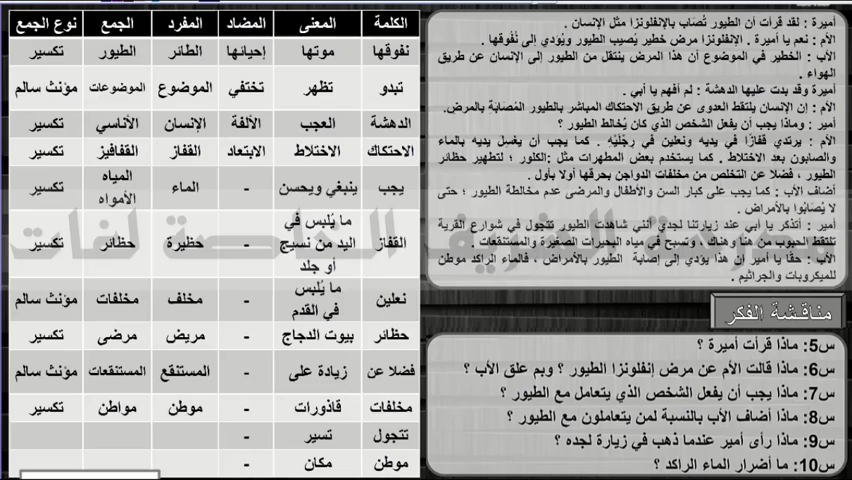 أميرة : لقد قرأت أن الطيور تُصَاب بالإنفلونزا مثل الإنسان .
الأم : نعم يا أميرة . الإنفلونزا مرض خطير يُصيب الطيور ويُؤدي إلى نُفُوقها .
الأب : الخطير في الموضوع أن هذا المرض ينتقل من الطيور إلى الإنسان عن طريق
الهواء .
أميرة وقد بدت عليها الدهشة : لم أفهم يا أبي .
الأم : إن الإنسان يلتقط العدوى عن طريق الاحتكاك المباشر بالطيور المُصَابة بالمرض.
أمير : وماذا يجب أن يفعل الشخص الذي كان يُخالط الطيور ؟
الأم : يرتدي قفازًا في يديه ونعلين في رِجْلَيْهِ . كما يجب أن يغسل يديه بالماء
والصابون بعد الاختلاط . كما يستخدم بعض المطهرات مثل :الكلور ؛ لتطهير حظائر
الطيور ، فضلا عن التخلص من مخلفات الدواجن بحرقها أولا بأول .
أضاف الأب : كما يجب على كبار السن والأطفال والمرضى عدم مخالطة الطيور ؛ حتى
لا يُصَابُوا بالأمراض .
أمير : أتذكر يا أبي عند زيارتنا لجدي أنني شاهدت الطيور تتجول في شوارع القرية
تلتقط الحبوب من هنا وهناك ، وتسبح في مياه البحيرات الصغيرة والمستنقعات .
الأب : حقًا يا أمير أن هذا يؤدي إلى إصابة الطيور بالأمراض ، فالماء الراكد موطن
للميكروبات والجراثيم .
مناقشة الفكر
س5: ماذا قرأت أميرة ؟
س6: ماذا قالت الأم عن مرض إنفلونزا الطيور ؟ وبم علق الأب ؟
س7: ماذا يجب أن يفعل الشخص الذي يتعامل مع الطيور ؟
س8: ماذا أضاف الأب بالنسبة لمن يتعاملون مع الطيور ؟
س9: ماذا رأى أمير عندما ذهب في زيارة لجده ؟
س10: ما أضرار الماء الراكد ؟
الكلمة المعنى المضاد المفرد الجمع نوع الجمع
نفوقها موتها إحيائها الطائر الطيور تكسير
تبدو تظهر تختفي الموضوع الموضوعات مؤنث سالم
الدهشة العجب الألفة الإنسان الأناسي تكسير
الاحتكاك الاختلاط الابتعاد القفاز القفافيز تكسير
يجب ينبغي ويحسن - الماء المياه الأمواه تكسير
القفاز ما يُلبس في اليد من نسيج أو جلد - حظيرة حظائر تكسير
نعلين ما يُلبس في القدم - مخلف مخلفات مؤنث سالم
حظائر بيوت الدجاج - مريض مرضى تكسير
فضلا عن زيادة على - المستنقع المستنقعات مؤنث سالم
مخلفات قاذورات - موطن مواطن تكسير
تتجول تسير -
موطن مكان -